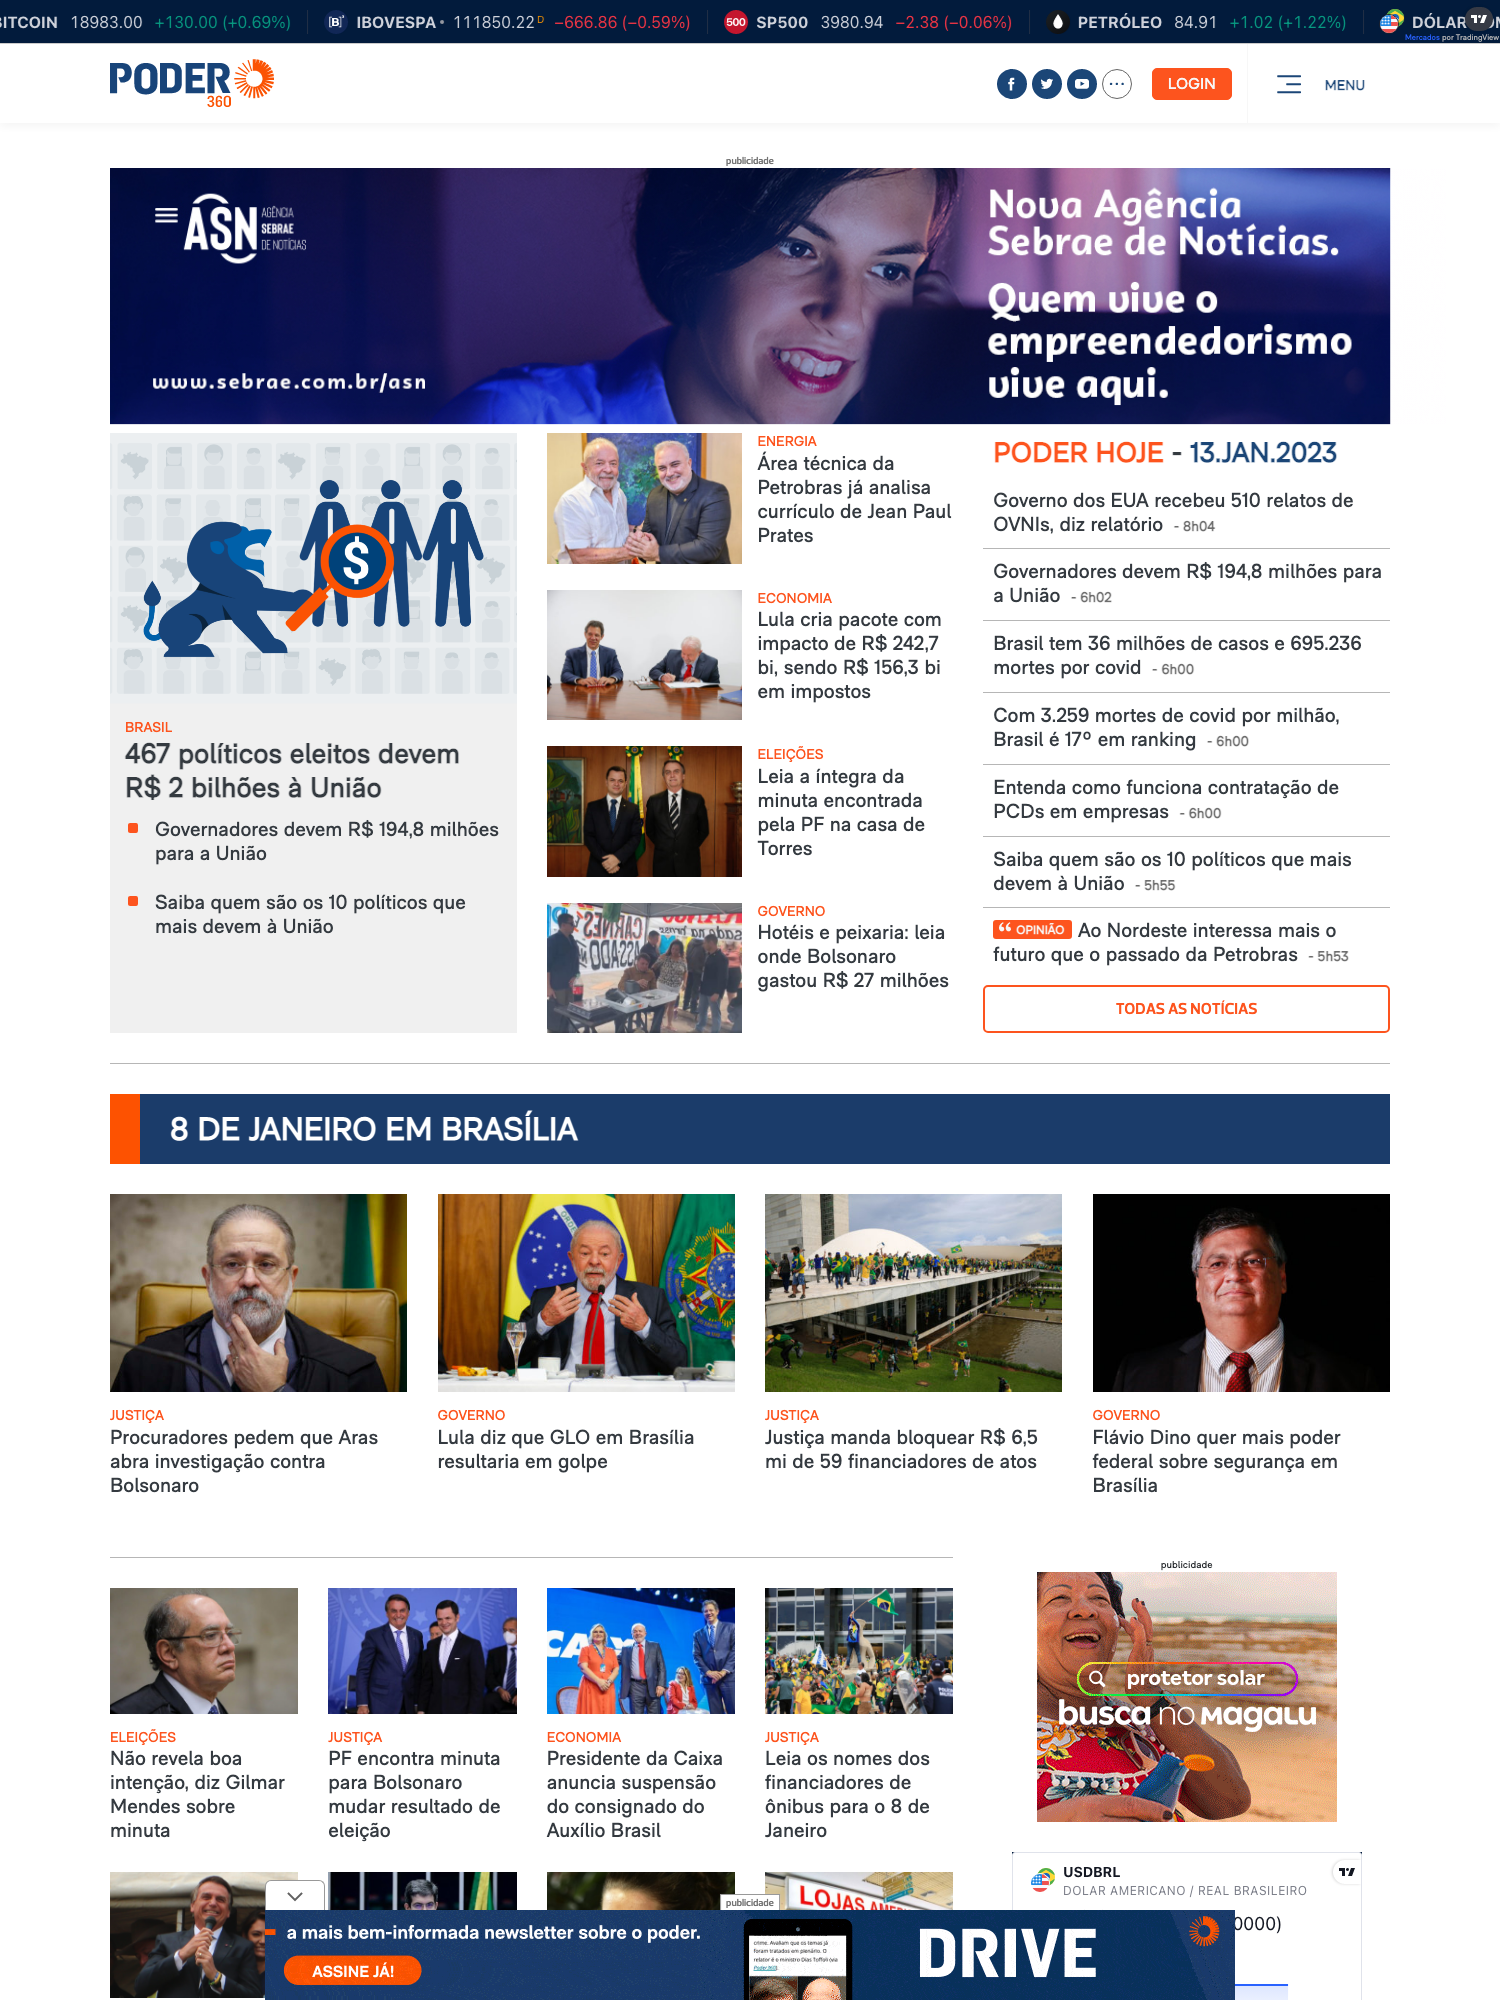 BITCOIN 18983.00 +130.00 (+0.69%) IBOVESPA • 111850.22 D −666.86 (−0.59%) 500 SP500 3980.94 −2.38 (−0.06%) PETRÓLEO 84.91 +1.02 (+1.22%)
Mercados por TradingView
PODER
360
LOGIN
MENU
publicidade
ASN AGÊNCIA
SEBRAE
DE NOTÍCIAS
www.sebrae.com.br/asn
Nova Agência
Sebrae de Notícias.
Quem vive o
empreendedorismo
vive aqui.
$
BRASIL
467 políticos eleitos devem
R$ 2 bilhões à União
Governadores devem R$ 194,8 milhões
para a União
Saiba quem são os 10 políticos que
mais devem à União
ENERGIA
Área técnica da
Petrobras já analisa
currículo de Jean Paul
Prates
ECONOMIA
Lula cria pacote com
impacto de R$ 242,7
bi, sendo R$ 156,3 bi
em impostos
ELEIÇÕES
Leia a íntegra da
minuta encontrada
pela PF na casa de
Torres
GOVERNO
Hotéis e peixaria: leia
onde Bolsonaro
gastou R$ 27 milhões
PODER HOJE - 13.JAN.2023
Governo dos EUA recebeu 510 relatos de
OVNIs, diz relatório - 8h04
Governadores devem R$ 194,8 milhões para
a União - 6h02
Brasil tem 36 milhões de casos e 695.236
mortes por covid - 6h00
Com 3.259 mortes de covid por milhão,
Brasil é 17º em ranking - 6h00
Entenda como funciona contratação de
PCDs em empresas - 6h00
Saiba quem são os 10 políticos que mais
devem à União - 5h55
OPINIÃO Ao Nordeste interessa mais o
futuro que o passado da Petrobras - 5h53
TODAS AS NOTÍCIAS
8 DE JANEIRO EM BRASÍLIA
JUSTIÇA
Procuradores pedem que Aras
abra investigação contra
Bolsonaro
GOVERNO
Lula diz que GLO em Brasília
resultaria em golpe
JUSTIÇA
Justiça manda bloquear R$ 6,5
mi de 59 financiadores de atos
GOVERNO
Flávio Dino quer mais poder
federal sobre segurança em
Brasília
ELEIÇÕES
Não revela boa
intenção, diz Gilmar
Mendes sobre
minuta
JUSTIÇA
PF encontra minuta
para Bolsonaro
mudar resultado de
eleição
ECONOMIA
Presidente da Caixa
anuncia suspensão
do consignado do
Auxílio Brasil
JUSTIÇA
Leia os nomes dos
financiadores de
ônibus para o 8 de
Janeiro
publicidade
protetor solar
busca no magalu
USDBRL
DOLAR AMERICANO / REAL BRASILEIRO
0000)
LOJAS
publicidade
a mais bem-informada newsletter sobre o poder.
ASSINE JÁ!
DRIVE